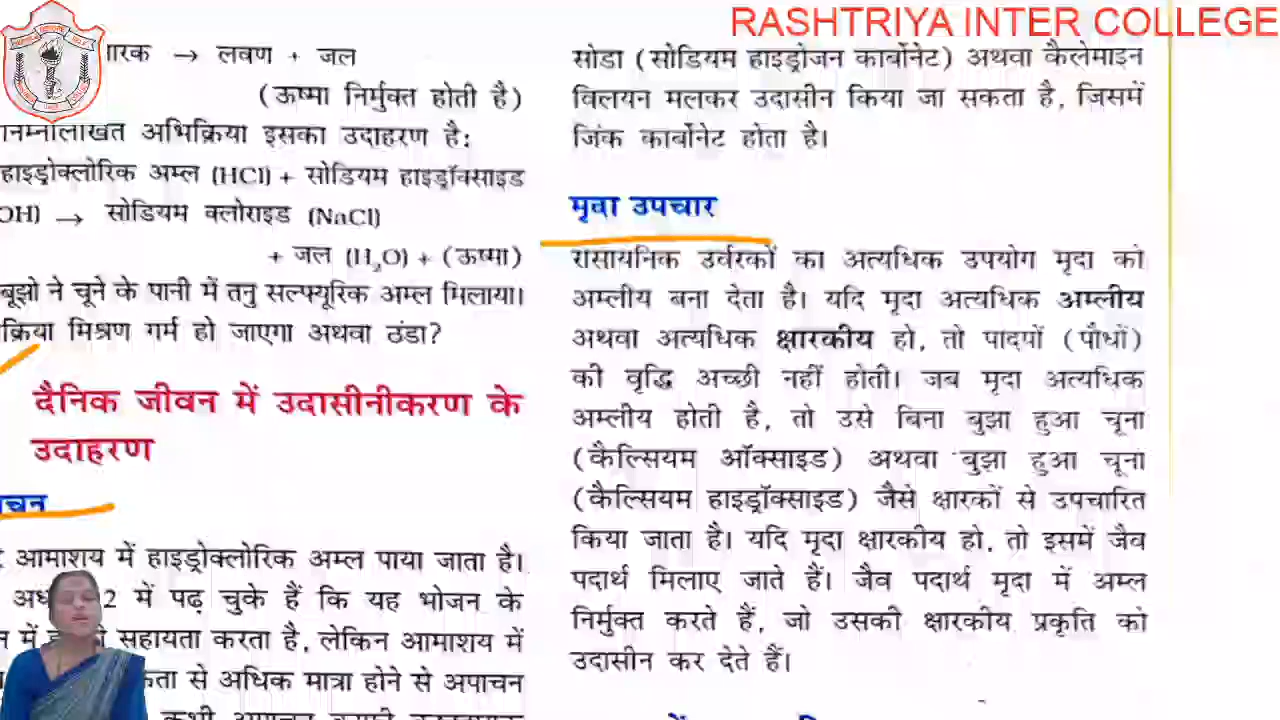 RASHTRIYA INTER COLLEGE
→ लवण + जल
(ऊष्मा निर्मुक्त होती है)
अभिक्रिया इसका उदाहरण है:
हाइड्रोक्लोरिक अम्ल (HCl) + सोडियम हाइड्रॉक्साइड
OH) → सोडियम क्लोराइड (NaCl)
+ जल (H₂O) + (ऊष्मा)
बूझो ने चूने के पानी में तनु सल्फ्यूरिक अम्ल मिलाया।
क्रिया मिश्रण गर्म हो जाएगा अथवा ठंडा?
दैनिक जीवन में उदासीनीकरण के
उदाहरण
चन
आमाशय में हाइड्रोक्लोरिक अम्ल पाया जाता है।
2 में पढ़ चुके हैं कि यह भोजन के
में सहायता करता है, लेकिन आमाशय में
से अधिक मात्रा होने से अपाचन
सोडा (सोडियम हाइड्रोजन कार्बोनेट) अथवा कैलेमाइन
विलयन मलकर उदासीन किया जा सकता है, जिसमें
जिंक कार्बोनेट होता है।
मृदा उपचार
रासायनिक उर्वरकों का अत्यधिक उपयोग मृदा को
अम्लीय बना देता है। यदि मृदा अत्यधिक अम्लीय
अथवा अत्यधिक क्षारकीय हो, तो पादपों (पौधों)
की वृद्धि अच्छी नहीं होती। जब मृदा अत्यधिक
अम्लीय होती है, तो उसे बिना बुझा हुआ चूना
(कैल्सियम ऑक्साइड) अथवा बुझा हुआ चूना
(कैल्सियम हाइड्रॉक्साइड) जैसे क्षारकों से उपचारित
किया जाता है। यदि मृदा क्षारकीय हो, तो इसमें जैव
पदार्थ मिलाए जाते हैं। जैव पदार्थ मृदा में अम्ल
निर्मुक्त करते हैं, जो उसकी क्षारकीय प्रकृति को
उदासीन कर देते हैं।